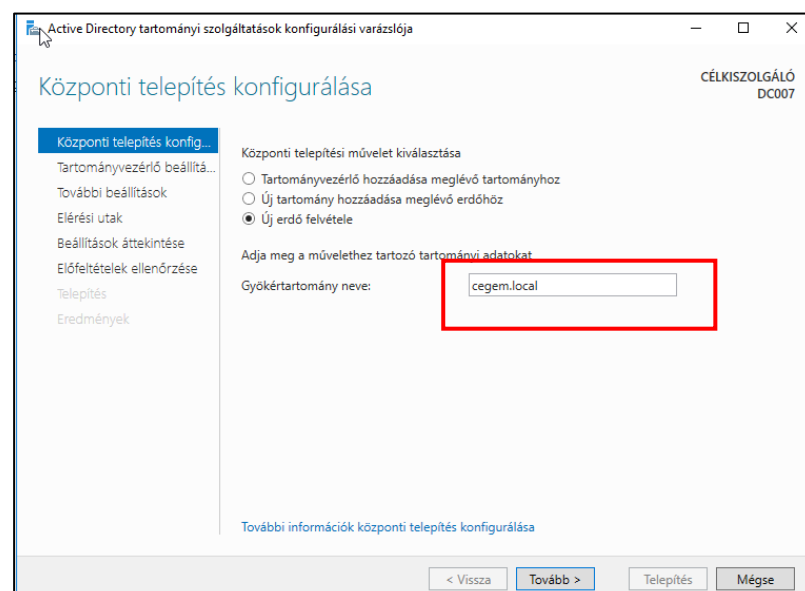 Active Directory tartományi szolgáltatások konfigurálási varázslója
Központi telepítés konfigurálása
CÉLKISZOLGÁLÓ
DC007
Központi telepítés konfig...
Tartományvezérlő beállítá...
További beállítások
Elérési utak
Beállítások áttekintése
Előfeltételek ellenőrzése
Telepítés
Eredmények
Központi telepítési művelet kiválasztása
Tartományvezérlő hozzáadása meglévő tartományhoz
Új tartomány hozzáadása meglévő erdőhöz
Új erdő felvétele
Adja meg a művelethez tartozó tartományi adatokat
Gyökértartomány neve: cegem.local
További információk központi telepítés konfigurálása
< Vissza Tovább > Telepítés Mégse